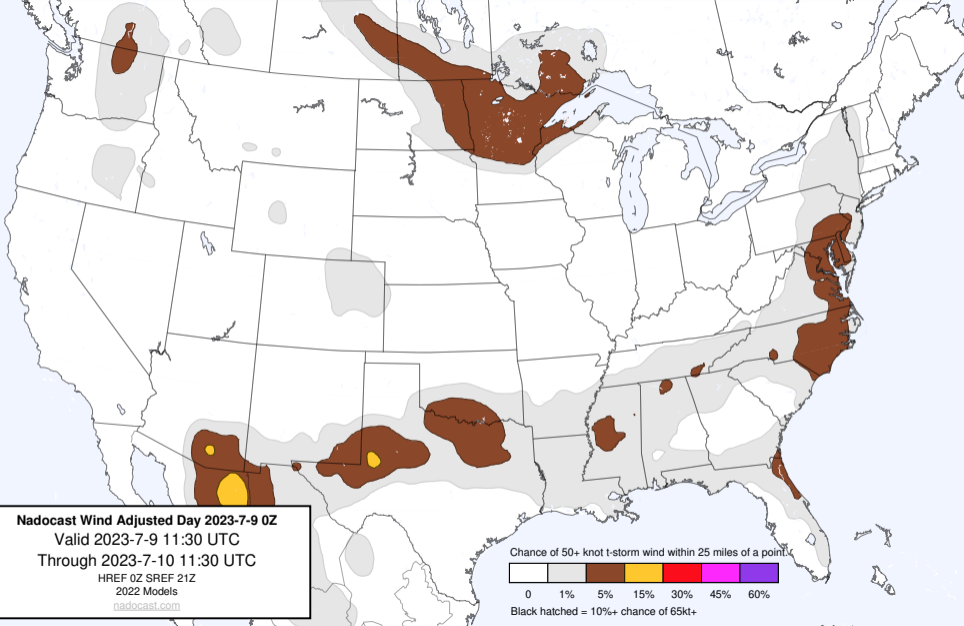 Nadocast Wind Adjusted Day 2023-7-9 0Z
Valid 2023-7-9 11:30 UTC
Through 2023-7-10 11:30 UTC
HREF 0Z SREF 21Z
2022 Models
nadocast.com
Chance of 50+ knot t-storm wind within 25 miles of a point.
0 1% 5% 15% 30% 45% 60%
Black hatched = 10%+ chance of 65kt+